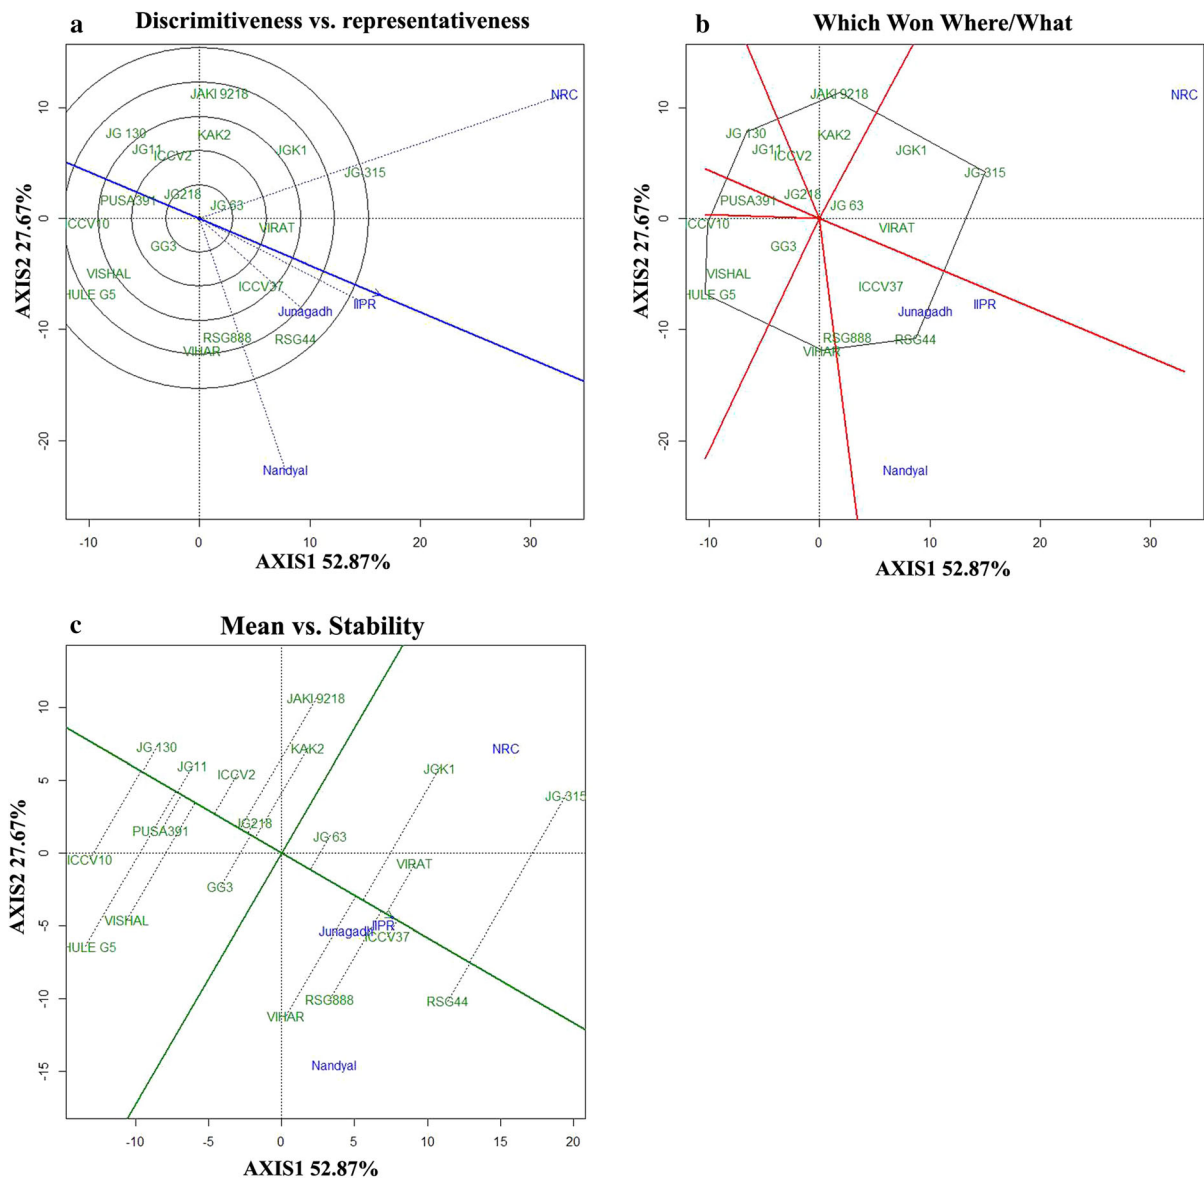 a Discrimitiveness vs. representativeness
JAKI 9218
NRC
JG 130
KAK2
JG11
ICCV2
JGK1
JG-315
PUSA391
JG218
JG 63
ICCV10
VIRAT
GG3
VISHAL
HULE G5
ICCV37
IIPR
Junagadh
RSG888
RSG44
VIHAR
Nandyal
10
0
-10
-20
AXIS2 27.67%
-10 0 10 20 30
AXIS1 52.87%
b Which Won Where/What
JAKI 9218
NRC
JG 130
KAK2
JG11
ICCV2
JGK1
JG-315
PUSA391
JG218
JG 63
ICCV10
VIRAT
GG3
VISHAL
HULE G5
ICCV37
IIPR
Junagadh
RSG888
RSG44
VIHAR
Nandyal
10
0
-10
-20
AXIS2 27.67%
-10 0 10 20 30
AXIS1 52.87%
c Mean vs. Stability
JAKI 9218
JG 130
KAK2
NRC
JG11
ICCV2
JGK1
JG-315
PUSA391
JG218
JG 63
ICCV10
VIRAT
GG3
VISHAL
HULE G5
Junagadh
IIPR
ICCV37
RSG888
RSG44
VIHAR
Nandyal
10
5
0
-5
-10
-15
AXIS2 27.67%
-10 -5 0 5 10 15 20
AXIS1 52.87%